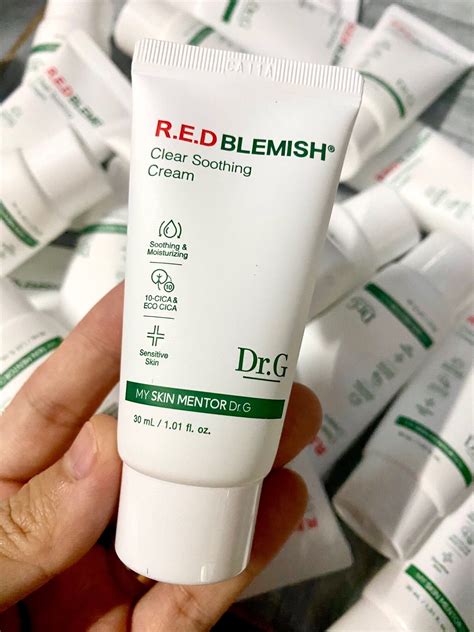 R.E.D BLEMISH®
Clear Soothing
Cream
Soothing &
Moisturizing
10
10-CICA &
ECO CICA
Sensitive
Skin
Dr.G
MY SKIN MENTOR Dr.G
30 mL / 1.01 fl. oz.